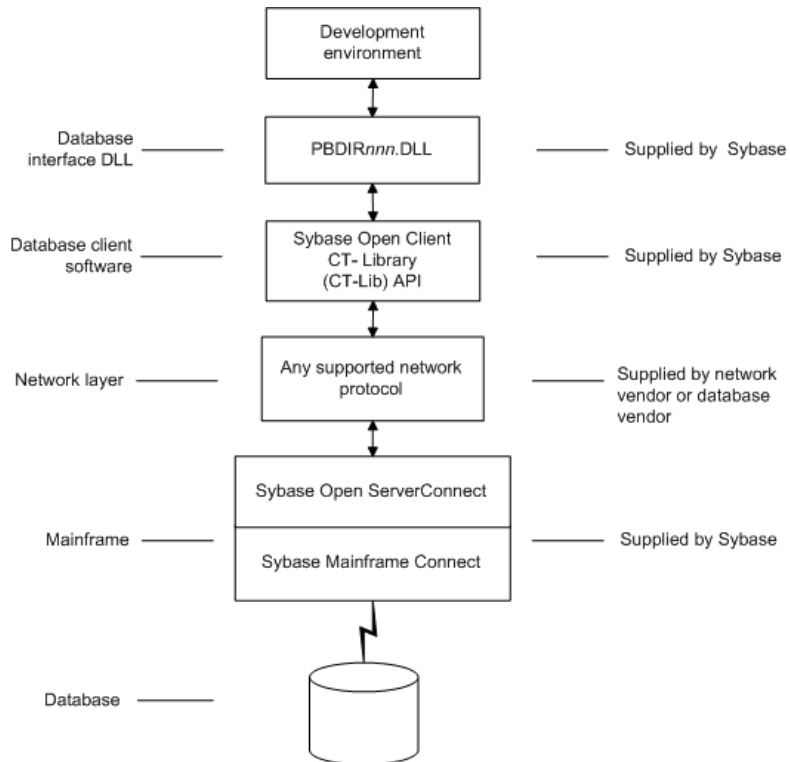 Development
environment
Database
interface DLL
PBDIRnnn.DLL
Supplied by Sybase
Database client
software
Sybase Open Client
CT- Library
(CT-Lib) API
Supplied by Sybase
Network layer
Any supported network
protocol
Supplied by network
vendor or database
vendor
Sybase Open ServerConnect
Mainframe
Supplied by Sybase
Sybase Mainframe Connect
Database